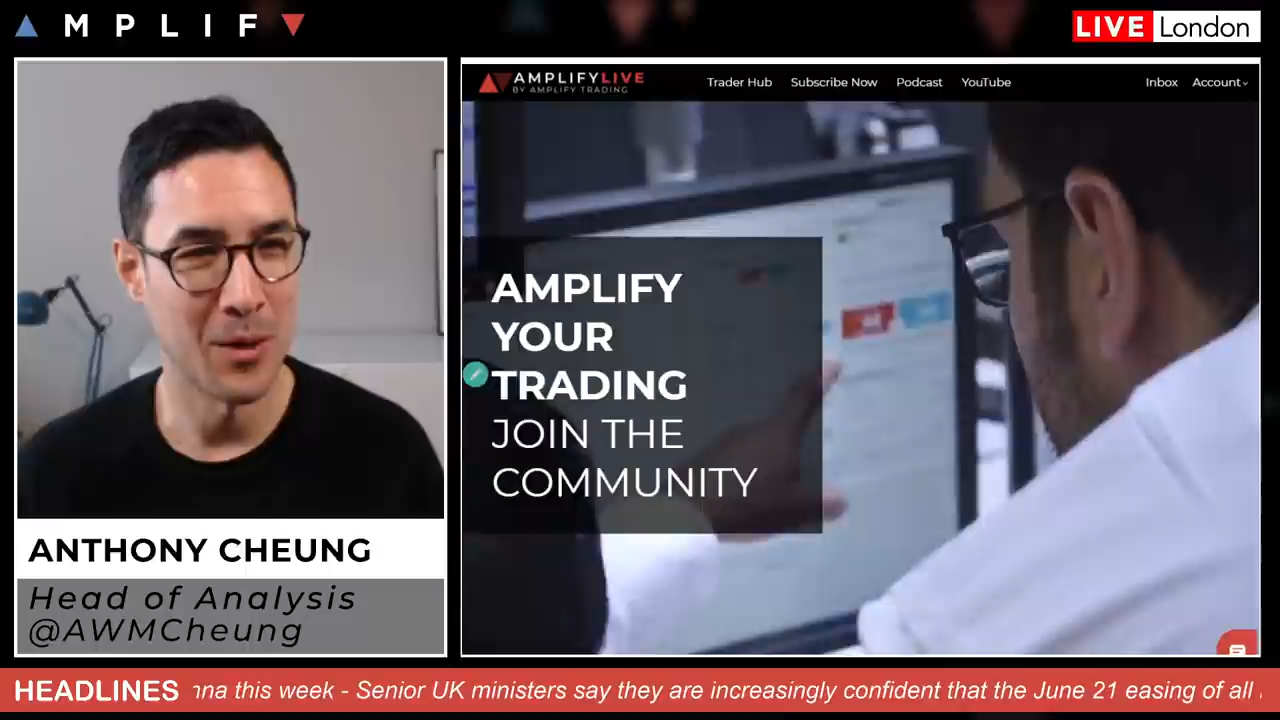 AMPLIFY
LIVE London
AMPLIFYLIVE
BY AMPLIFY TRADING
Trader Hub Subscribe Now Podcast YouTube Inbox Account
AMPLIFY
YOUR
TRADING
JOIN THE
COMMUNITY
ANTHONY CHEUNG
Head of Analysis
@AWMCheung
HEADLINES this week - Senior UK ministers say they are increasingly confident that the June 21 easing of all